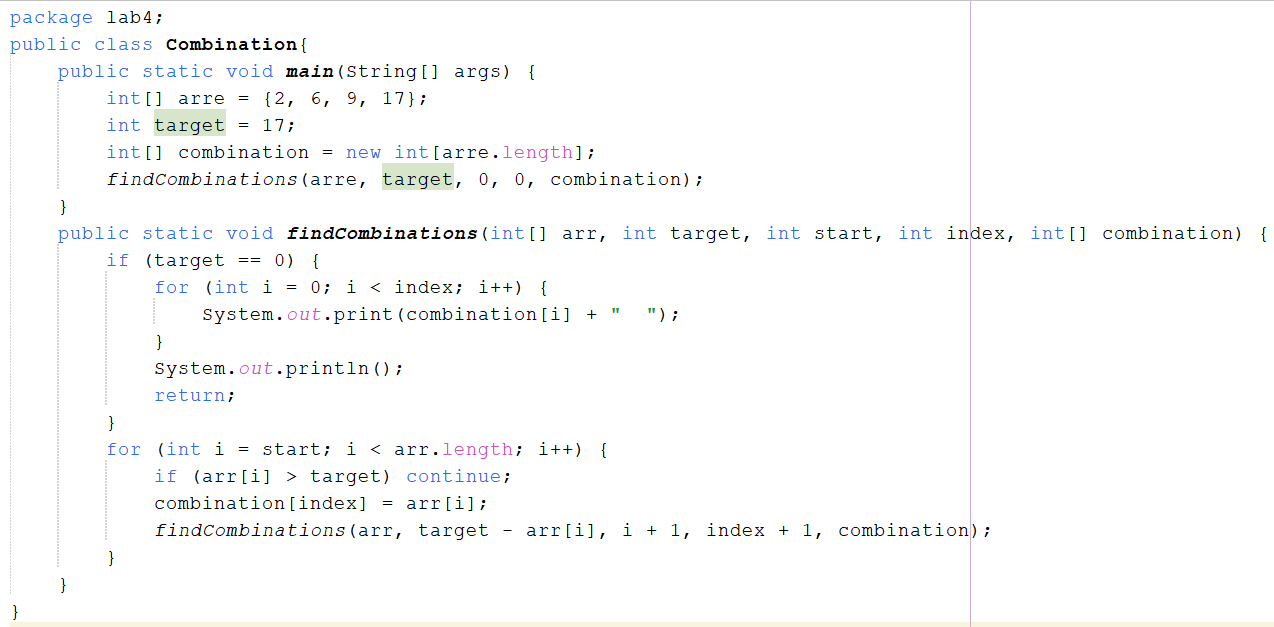 package lab4;
public class Combination{
    public static void main(String[] args) {
        int[] arre = {2, 6, 9, 17};
        int target = 17;
        int[] combination = new int[arre.length];
        findCombinations(arre, target, 0, 0, combination);
    }
    public static void findCombinations(int[] arr, int target, int start, int index, int[] combination) {
        if (target == 0) {
            for (int i = 0; i < index; i++) {
                System.out.print(combination[i] + "  ");
            }
            System.out.println();
            return;
        }
        for (int i = start; i < arr.length; i++) {
            if (arr[i] > target) continue;
            combination[index] = arr[i];
            findCombinations(arr, target - arr[i], i + 1, index + 1, combination);
        }
    }
}